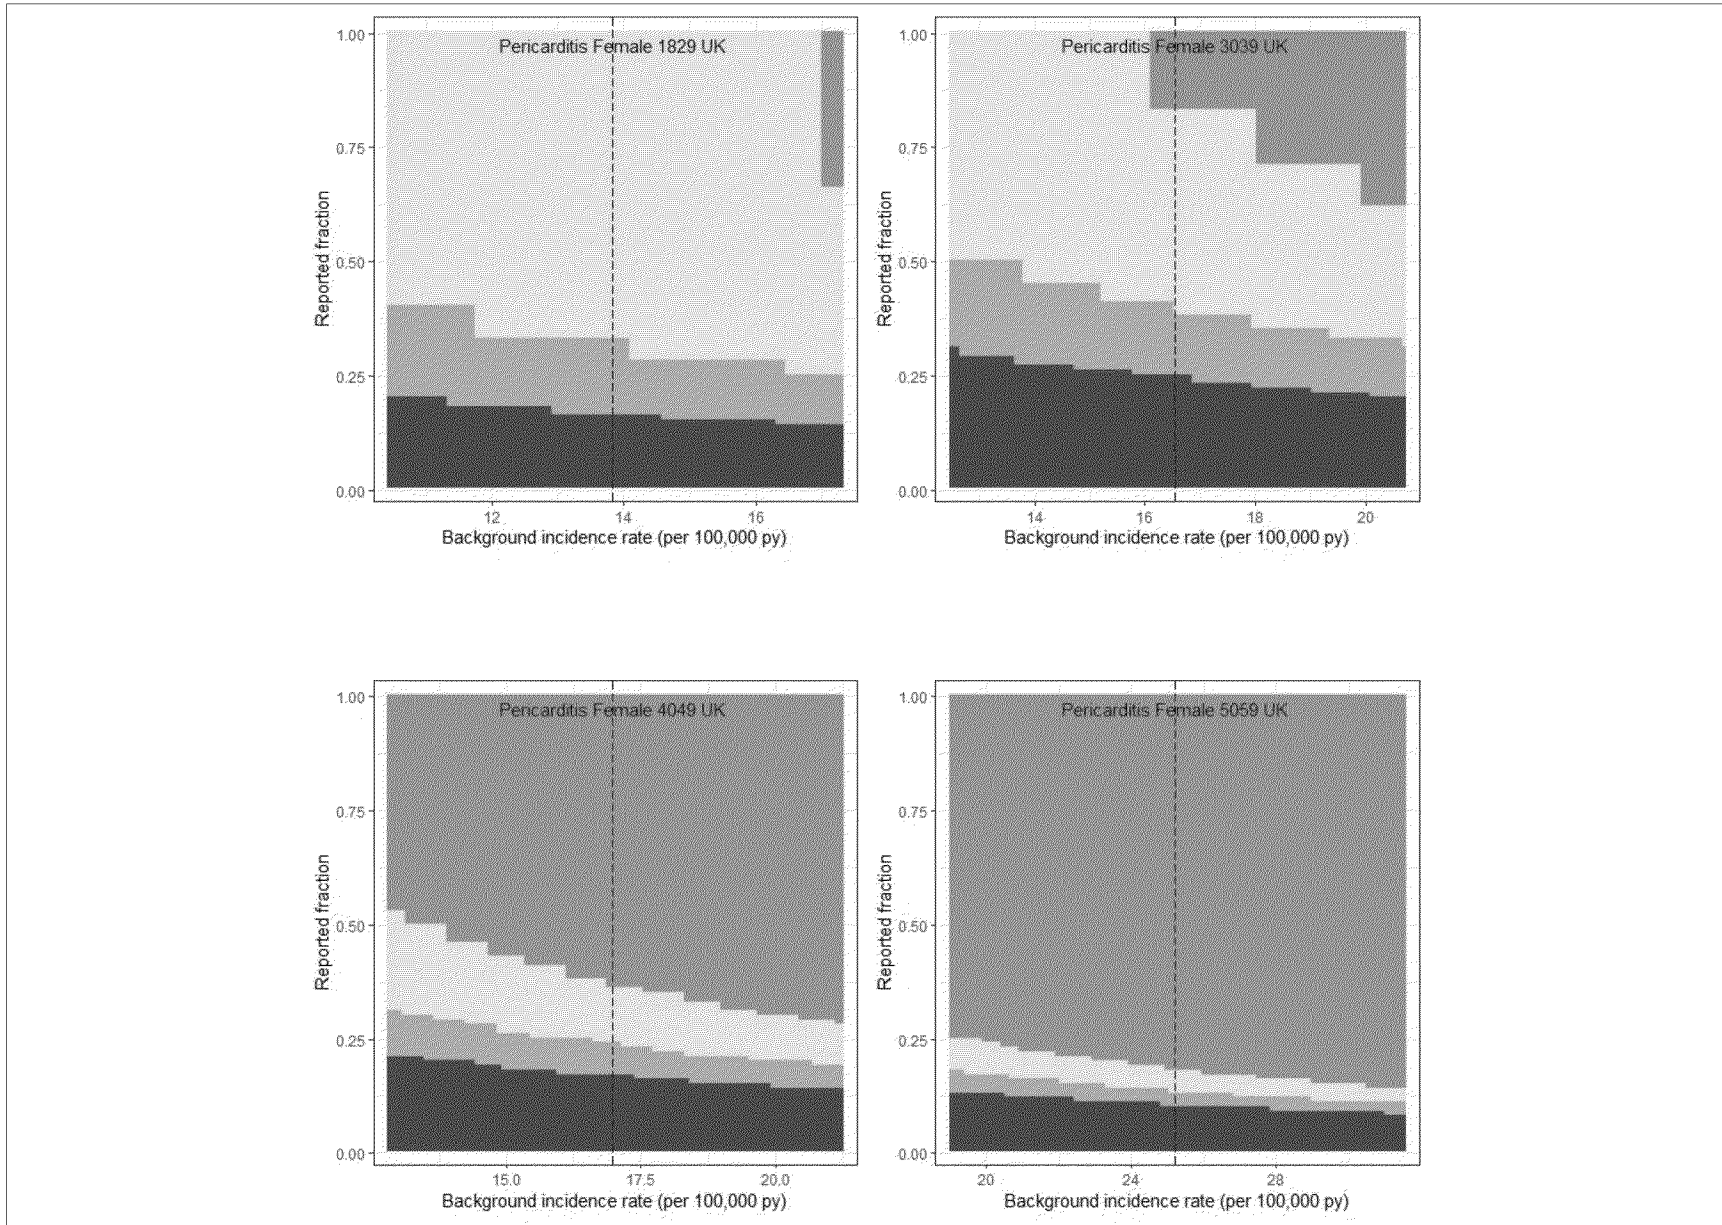 Pericarditis Female 1829 UK
1.00
0.75
0.50
0.25
0.00
Reported fraction
12 14 16
Background incidence rate (per 100,000 py)
Pericarditis Female 3039 UK
1.00
0.75
0.50
0.25
0.00
Reported fraction
14 16 18 20
Background incidence rate (per 100,000 py)
Pericarditis Female 4049 UK
1.00
0.75
0.50
0.25
0.00
Reported fraction
15.0 17.5 20.0
Background incidence rate (per 100,000 py)
Pericarditis Female 5059 UK
1.00
0.75
0.50
0.25
0.00
Reported fraction
20 24 28
Background incidence rate (per 100,000 py)